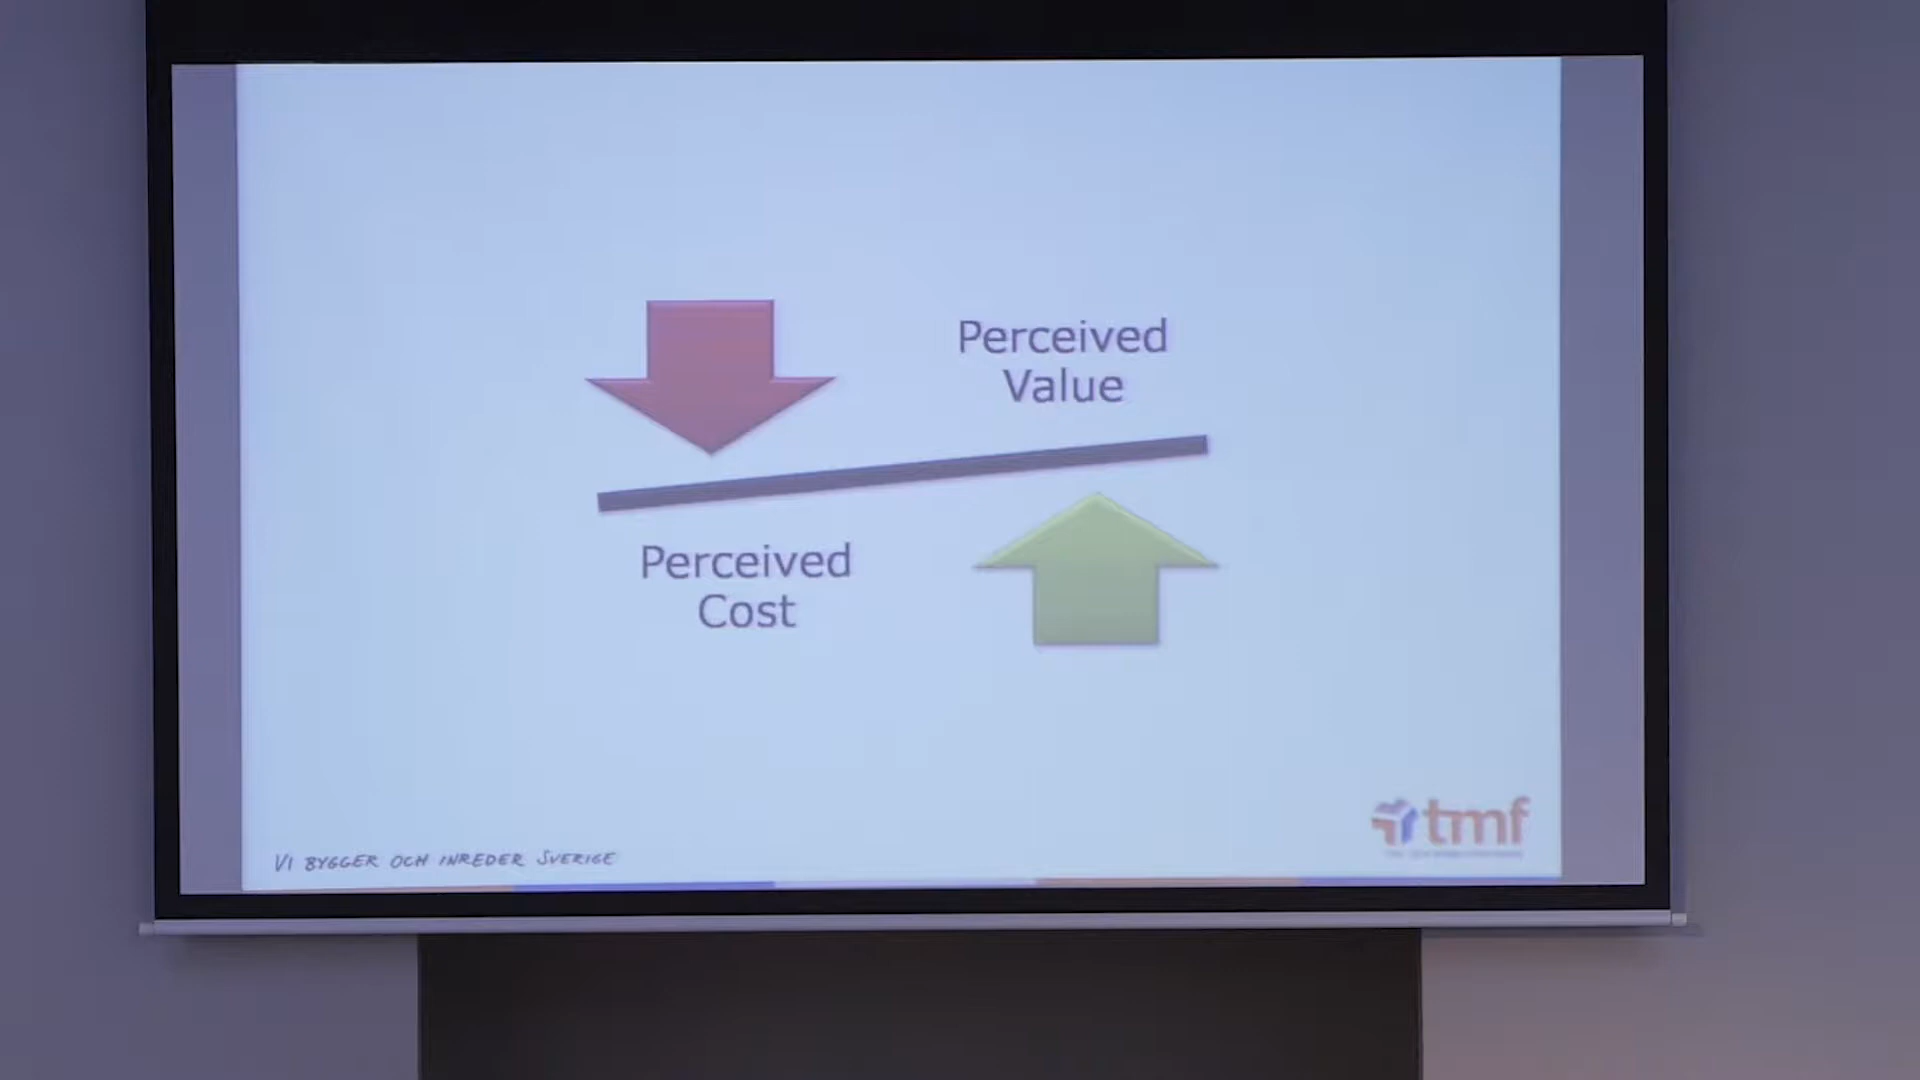 Perceived
Value
Perceived
Cost
VI BYGGER OCH INREDER SVERIGE
tmf